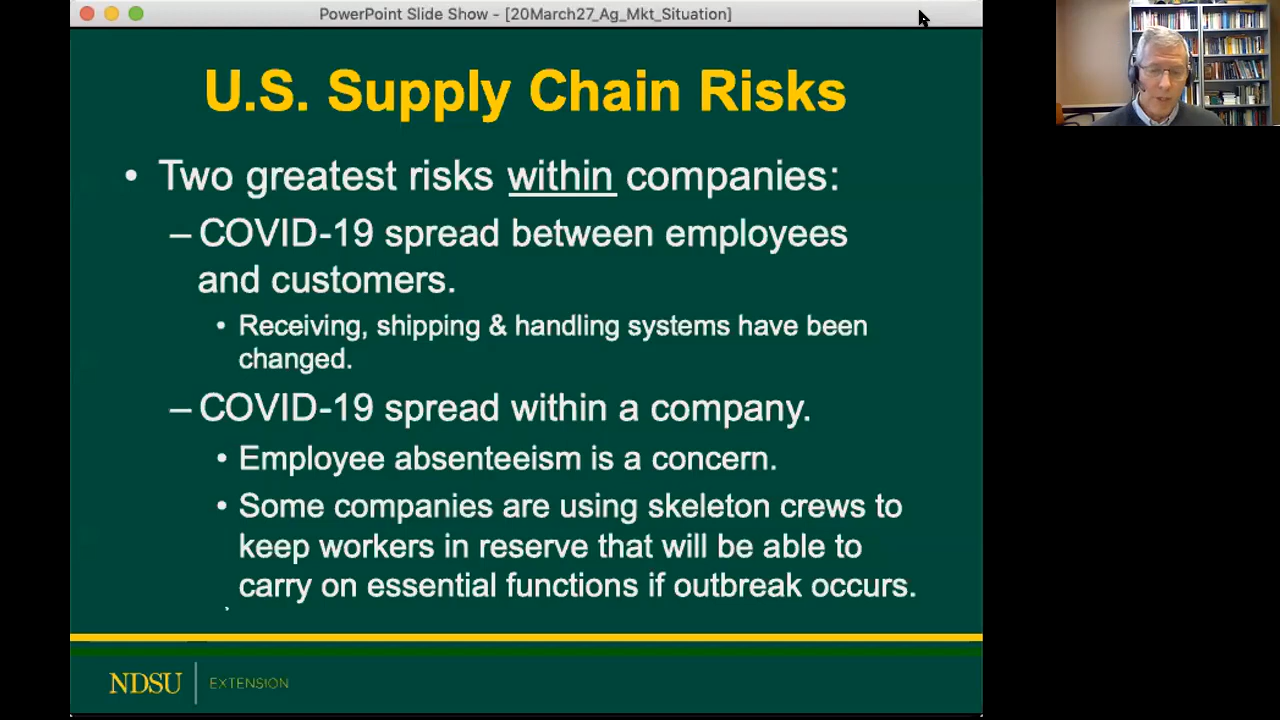 PowerPoint Slide Show - [20March27_Ag_Mkt_Situation]
U.S. Supply Chain Risks
• Two greatest risks within companies:
– COVID-19 spread between employees
and customers.
• Receiving, shipping & handling systems have been
changed.
– COVID-19 spread within a company.
• Employee absenteeism is a concern.
• Some companies are using skeleton crews to
keep workers in reserve that will be able to
carry on essential functions if outbreak occurs.
NDSU | EXTENSION